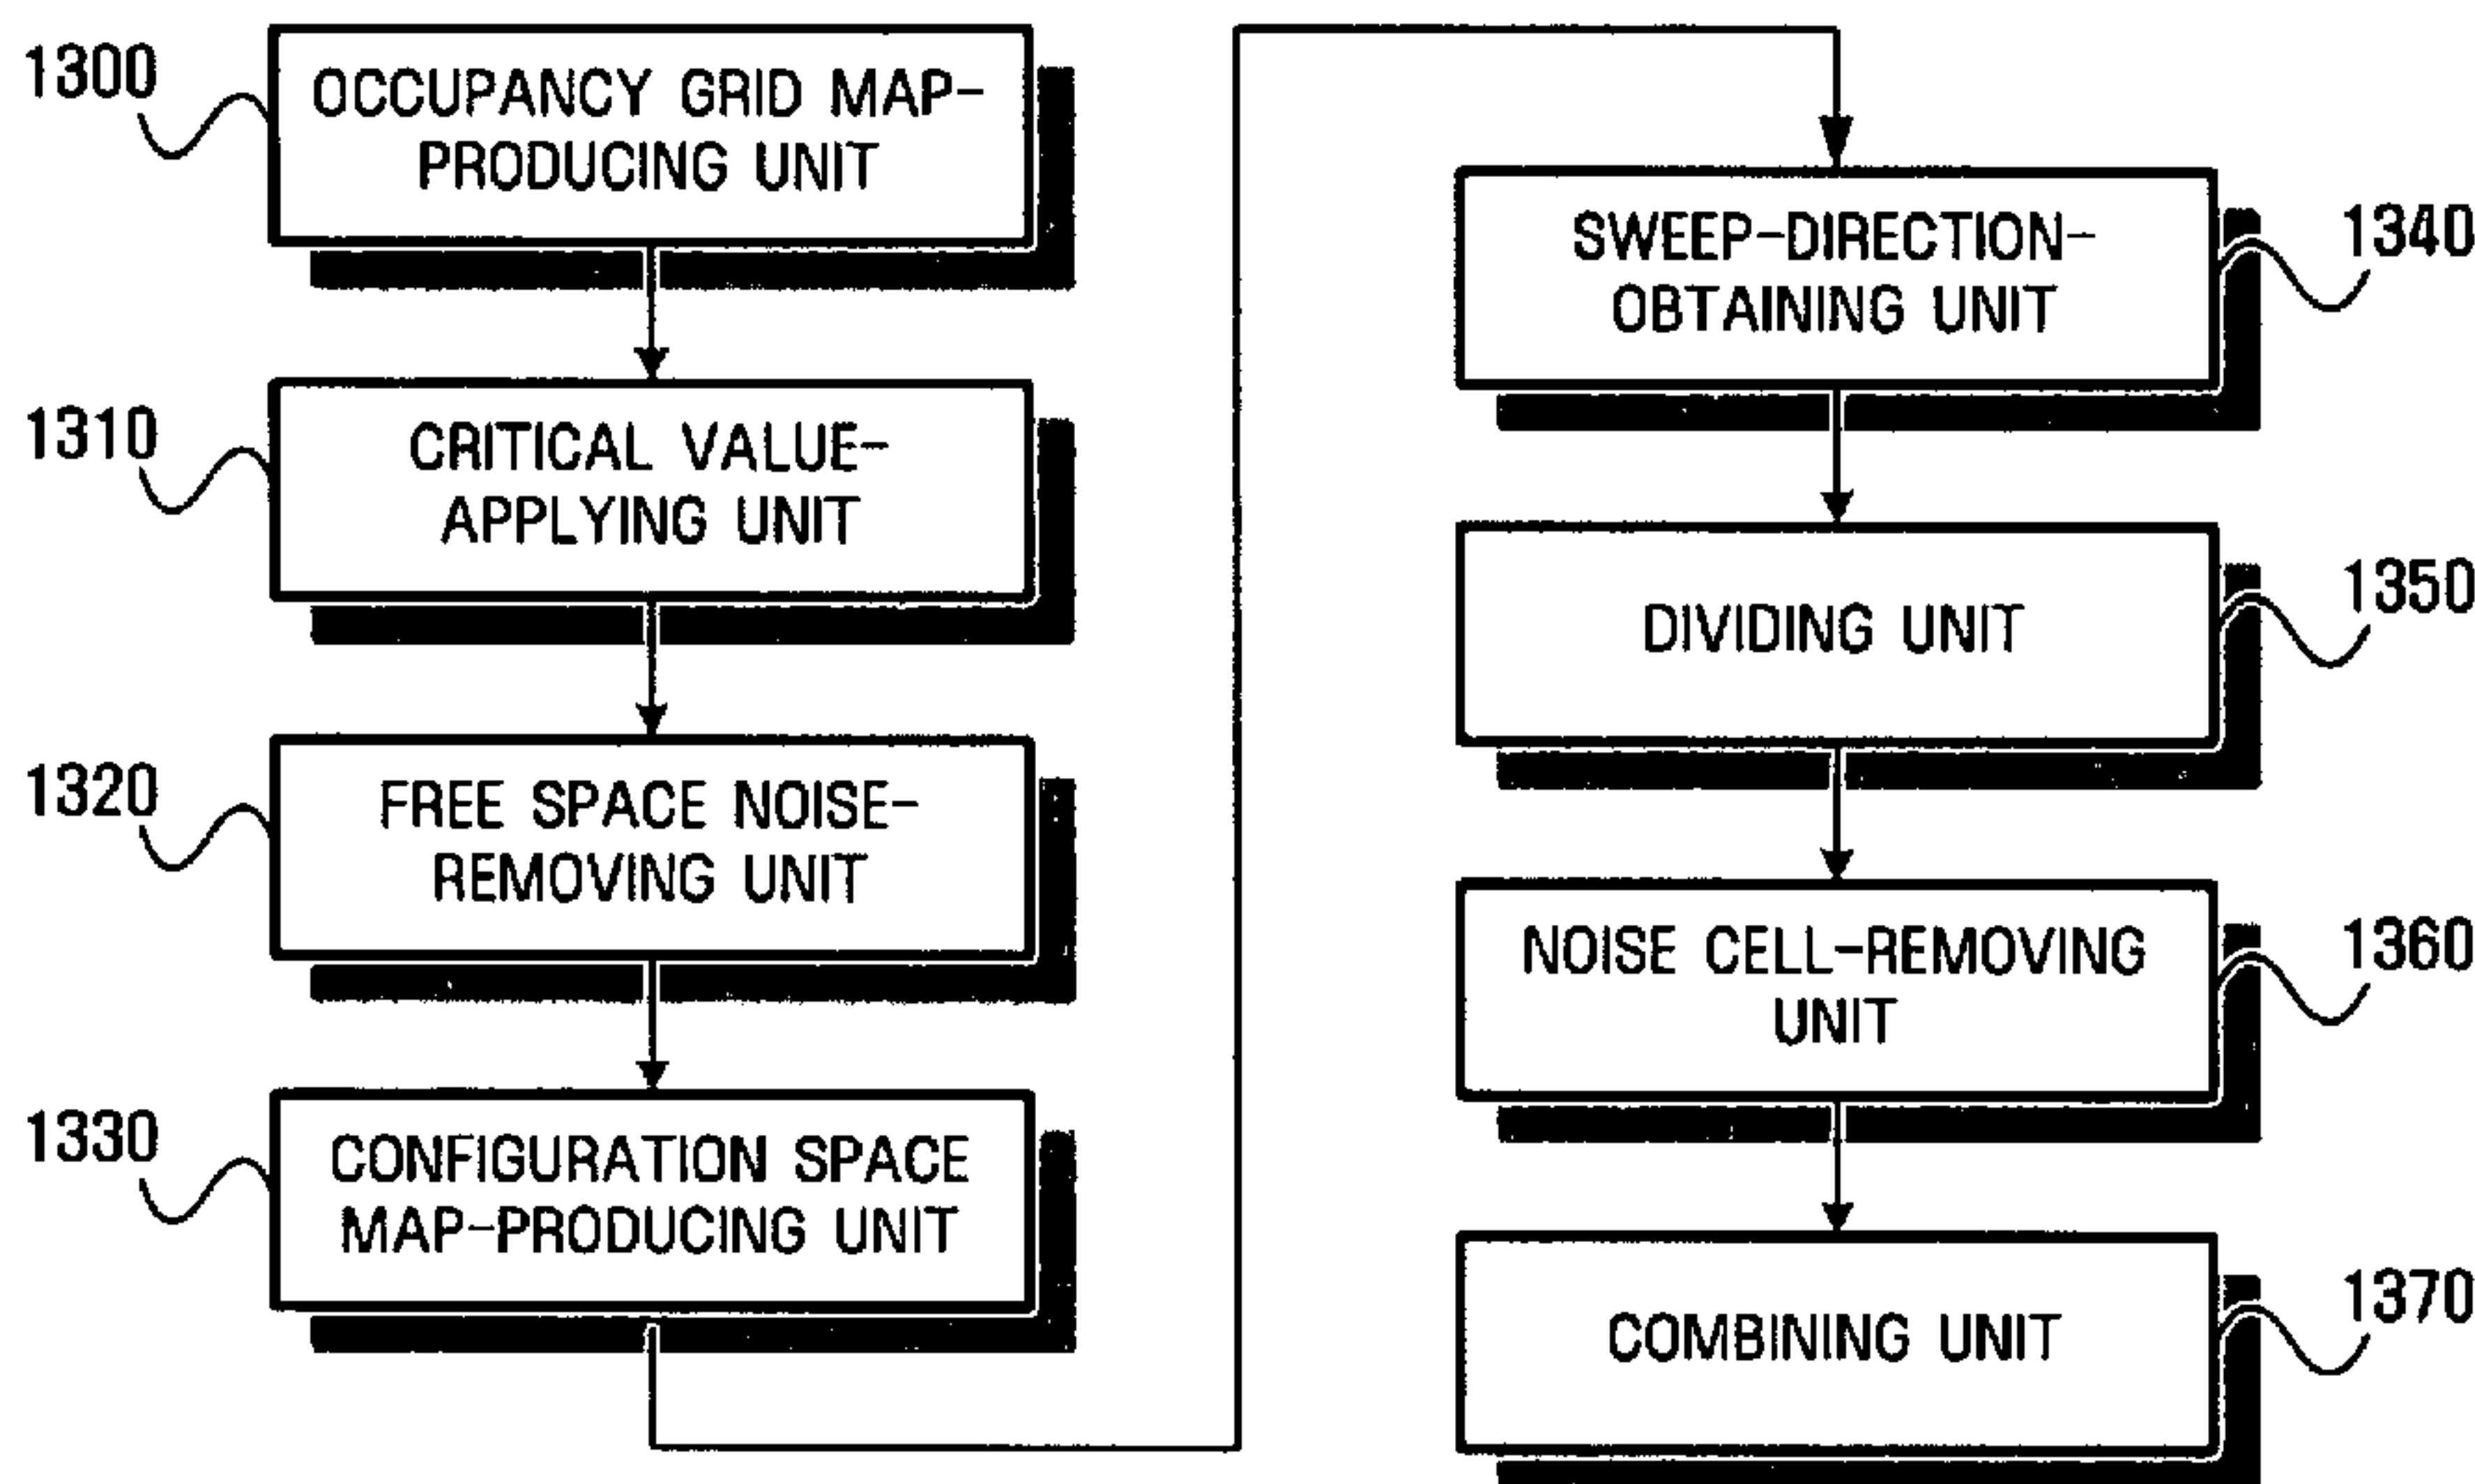 1300
OCCUPANCY GRID MAP-
PRODUCING UNIT
1310
CRITICAL VALUE-
APPLYING UNIT
1320
FREE SPACE NOISE-
REMOVING UNIT
1330
CONFIGURATION SPACE
MAP-PRODUCING UNIT
SWEEP-DIRECTION-
OBTAINING UNIT
1340
DIVIDING UNIT
1350
NOISE CELL-REMOVING
UNIT
1360
COMBINING UNIT
1370